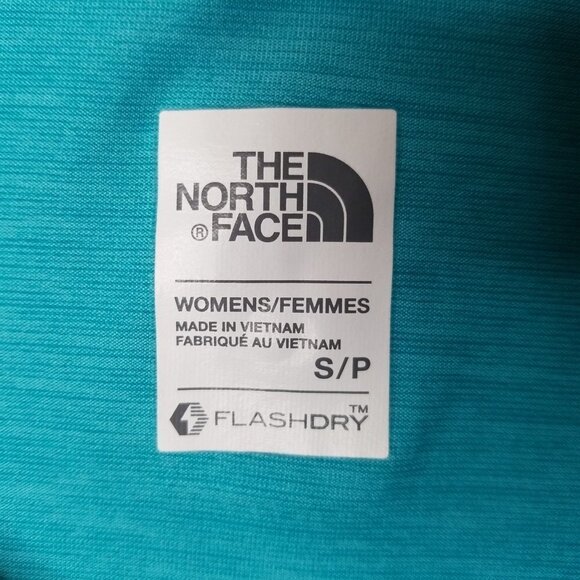 THE
NORTH
® FACE
WOMENS/FEMMES
MADE IN VIETNAM
FABRIQUÉ AU VIETNAM
S/P
FLASHDRY™